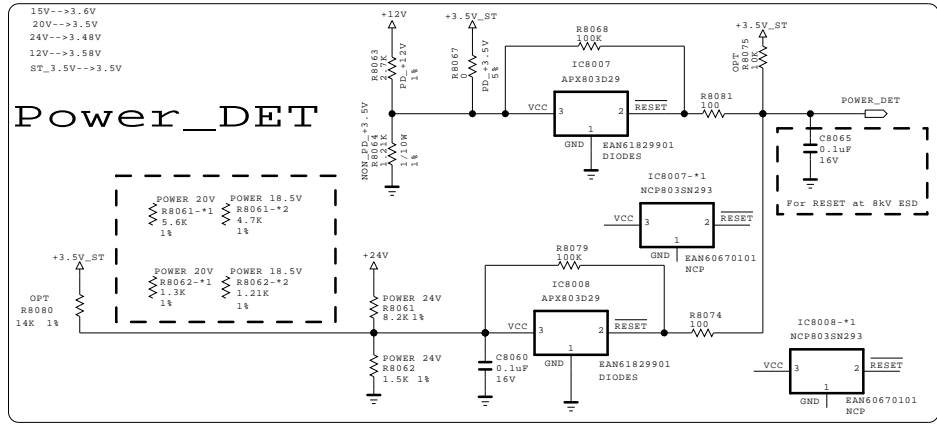 15V-->3.6V
20V-->3.5V
24V-->3.48V
12V-->3.58V
ST_3.5V-->3.5V
Power_DET
+12V
+3.5V_ST
R8063
2.7K
PD_+12V
1%
R8067
0
PD_+3.5V
5%
R8068
100K
IC8007
APX803D29
VCC
3
2
RESET
1
GND
EAN61829901
DIODES
NON_PD_+3.5V
R8064
1.21K
1/10W
1%
+3.5V_ST
OPT
R8075
10K
R8081
100
POWER_DET
C8065
0.1uF
16V
For RESET at 8kV ESD
IC8007-*1
NCP803SN293
VCC
3
2
RESET
1
GND
EAN60670101
NCP
POWER 20V
R8061-*1
5.6K
1%
POWER 18.5V
R8061-*2
4.7K
1%
POWER 20V
R8062-*1
1.3K
1%
POWER 18.5V
R8062-*2
1.21K
1%
+3.5V_ST
OPT
R8080
14K 1%
+24V
POWER 24V
R8061
8.2K 1%
POWER 24V
R8062
1.5K 1%
C8060
0.1uF
16V
R8079
100K
IC8008
APX803D29
VCC
3
2
RESET
1
GND
EAN61829901
DIODES
R8074
100
IC8008-*1
NCP803SN293
VCC
3
2
RESET
1
GND
EAN60670101
NCP